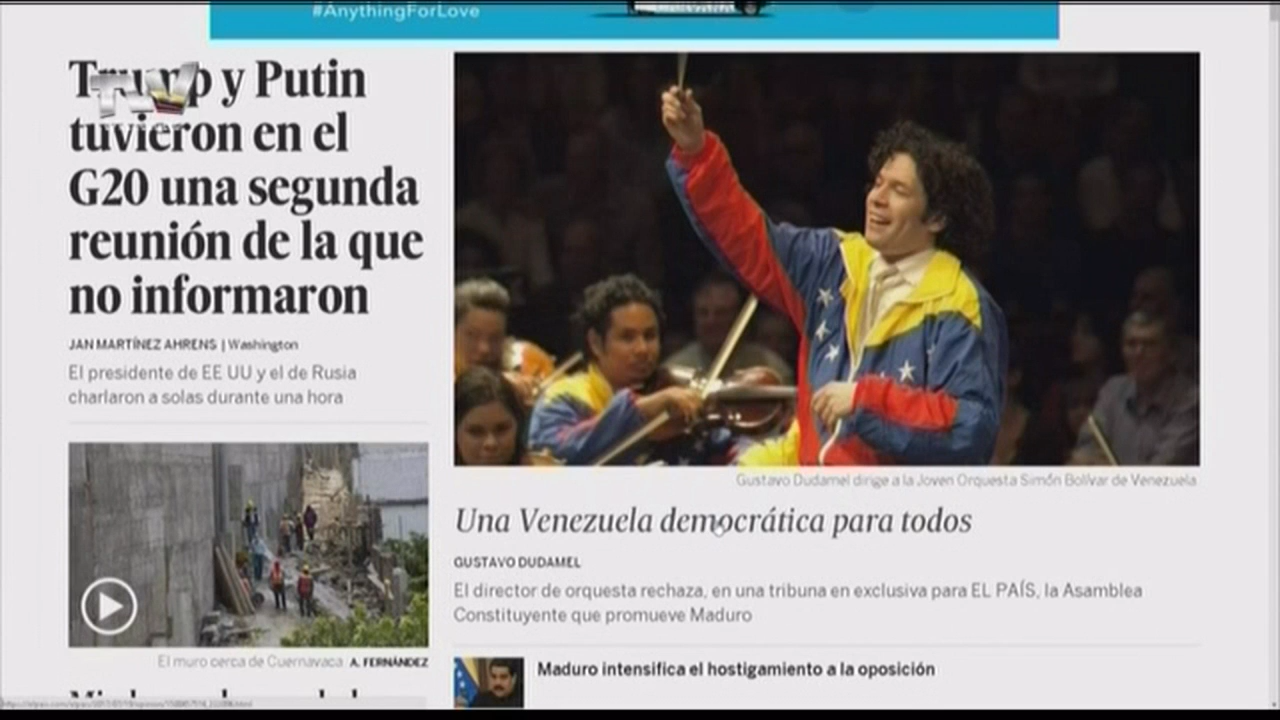 #AnythingForLove
Trump y Putin
tuvieron en el
G20 una segunda
reunión de la que
no informaron
JAN MARTÍNEZ AHRENS | Washington
El presidente de EE UU y el de Rusia
charlaron a solas durante una hora
El muro cerca de Cuernavaca A. FERNÁNDEZ
Gustavo Dudamel dirige a la Joven Orquesta Simón Bolívar de Venezuela
Una Venezuela democrática para todos
GUSTAVO DUDAMEL
El director de orquesta rechaza, en una tribuna en exclusiva para EL PAÍS, la Asamblea
Constituyente que promueve Maduro
Maduro intensifica el hostigamiento a la oposición